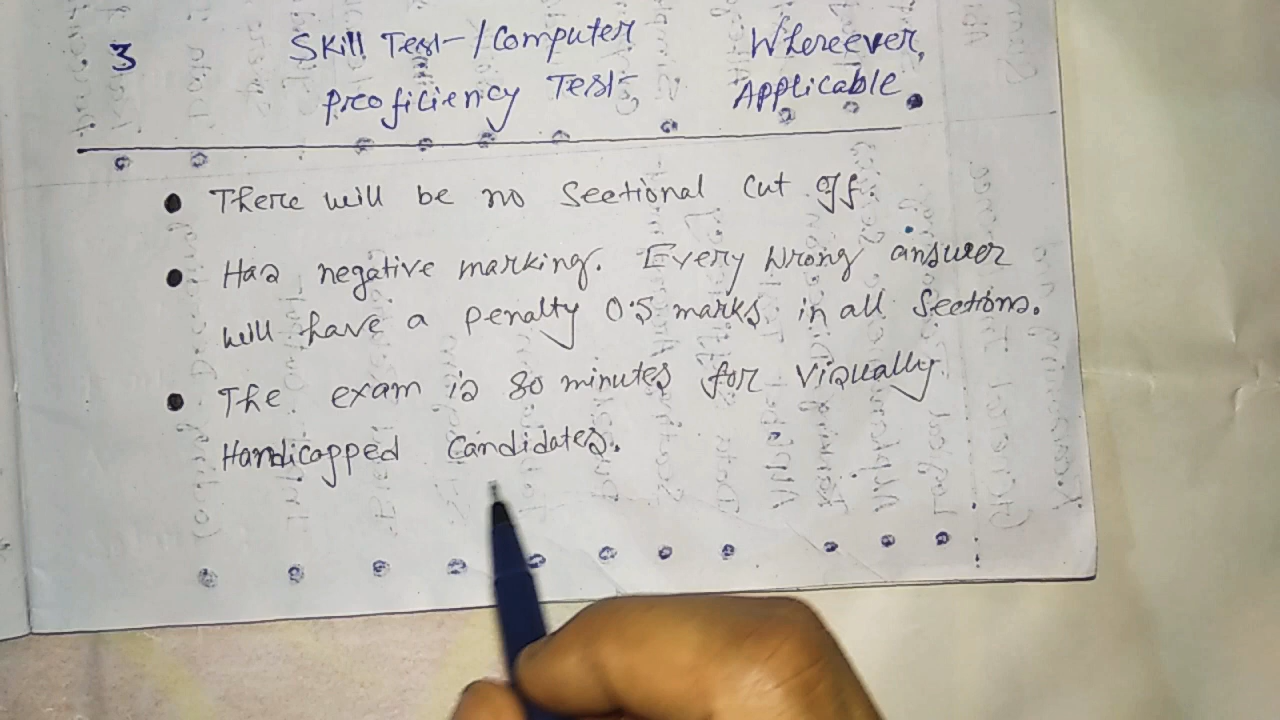 3 Skill Test / Computer Whereever,
Proficiency Test Applicable
There will be no Sectional Cut off
Has negative marking. Every Wrong answer
will have a penalty 0.5 marks in all Sections.
The exam is 80 minutes for Visually
Handicapped Candidates.